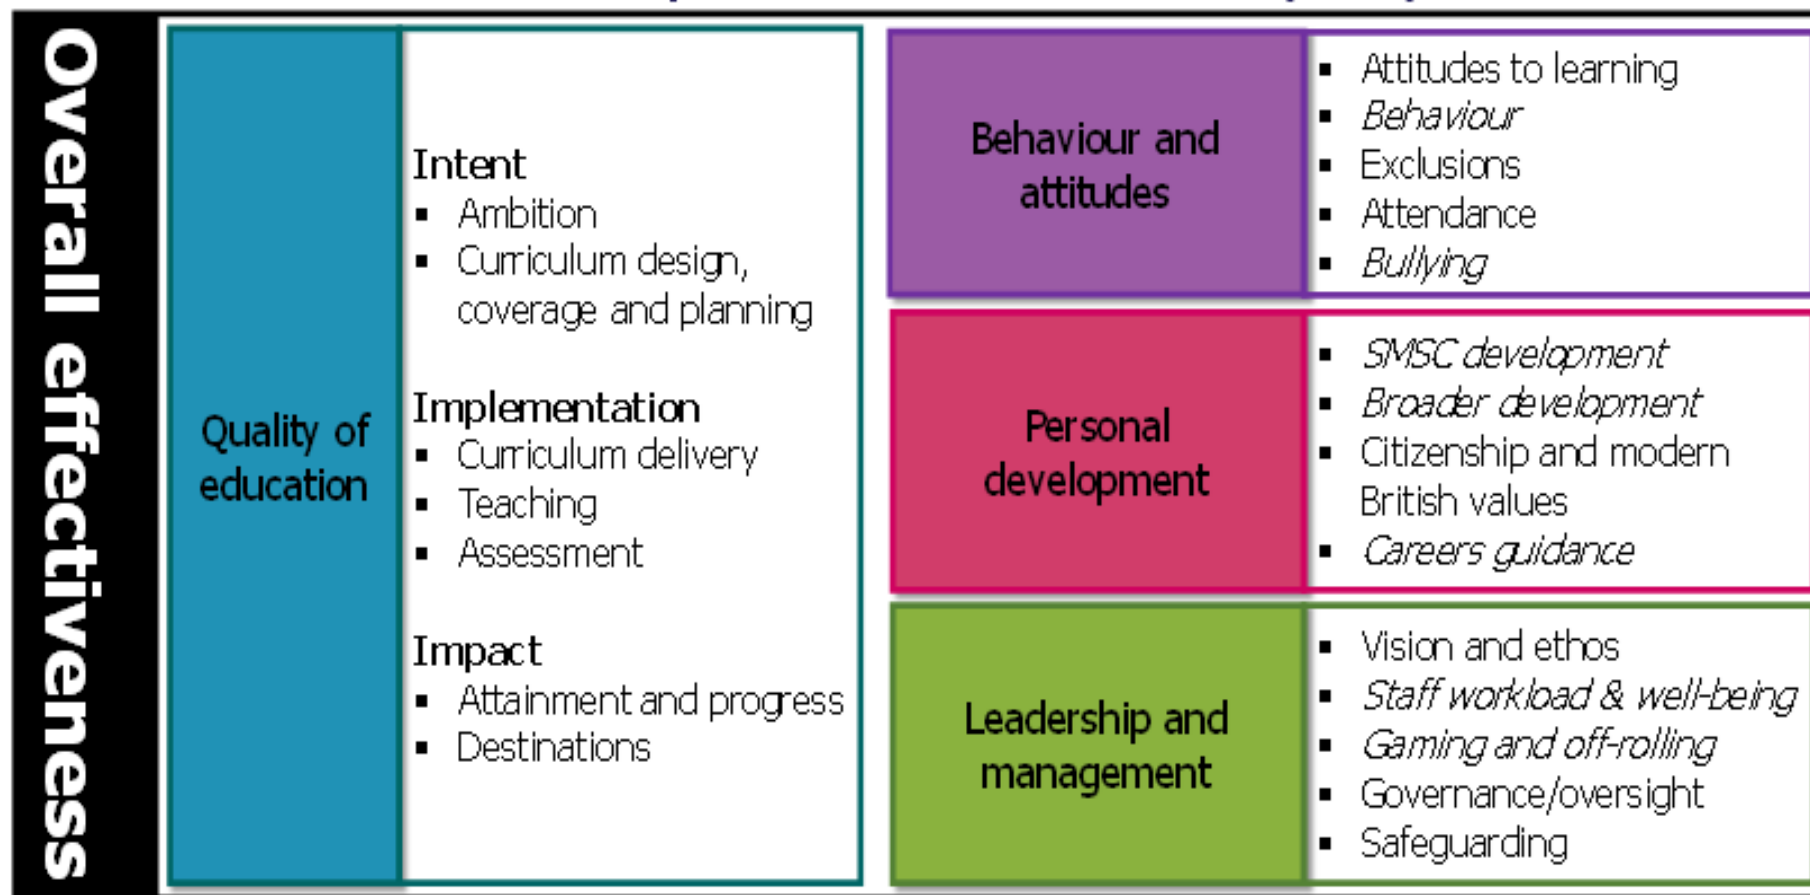 Overall effectiveness
Quality of
education
Intent
▪ Ambition
▪ Curriculum design,
coverage and planning
Implementation
▪ Curriculum delivery
▪ Teaching
▪ Assessment
Impact
▪ Attainment and progress
▪ Destinations
Behaviour and
attitudes
▪ Attitudes to learning
▪ Behaviour
▪ Exclusions
▪ Attendance
▪ Bullying
Personal
development
▪ SMSC development
▪ Broader development
▪ Citizenship and modern
British values
▪ Careers guidance
Leadership and
management
▪ Vision and ethos
▪ Staff workload & well-being
▪ Gaming and off-rolling
▪ Governance/oversight
▪ Safeguarding